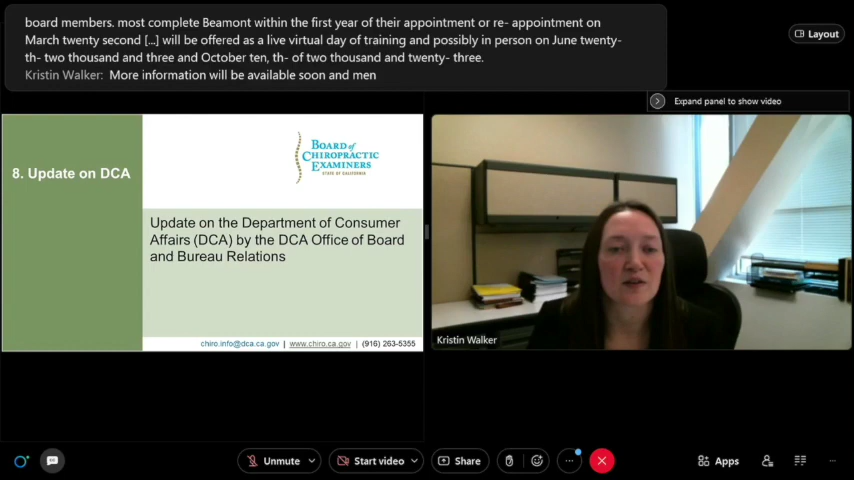 board members. most complete Beamont within the first year of their appointment or re- appointment on
March twenty second [...] will be offered as a live virtual day of training and possibly in person on June twenty-
th- two thousand and three and October ten, th- of two thousand and twenty- three.
Kristin Walker: More information will be available soon and men
Layout
Expand panel to show video
8. Update on DCA
BOARD of
CHIROPRACTIC
EXAMINERS
STATE OF CALIFORNIA
Update on the Department of Consumer
Affairs (DCA) by the DCA Office of Board
and Bureau Relations
chiro.info@dca.ca.gov | www.chiro.ca.gov | (916) 263-5355
Kristin Walker
Unmute
Start video
Share
Apps